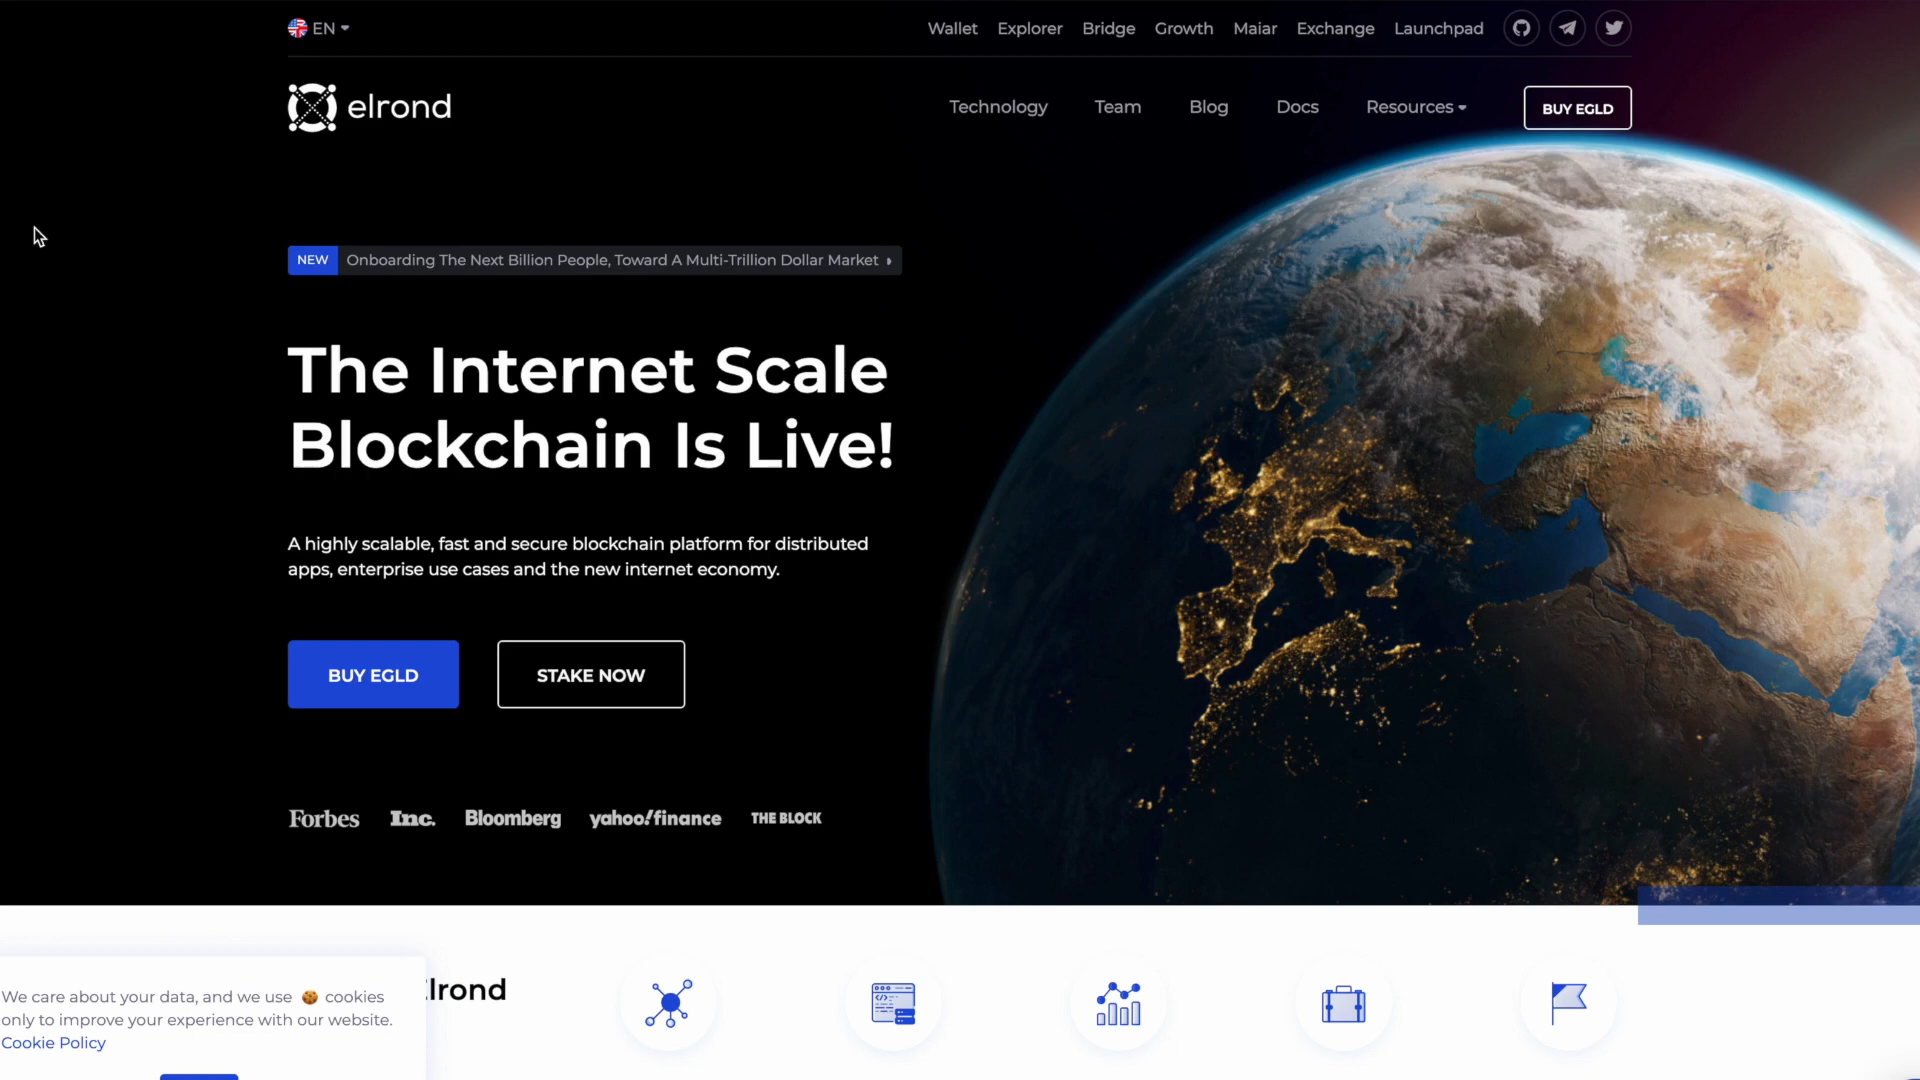 EN
Wallet Explorer Bridge Growth Maiar Exchange Launchpad
elrond
Technology Team Blog Docs Resources BUY EGLD
NEW Onboarding The Next Billion People, Toward A Multi-Trillion Dollar Market
The Internet Scale
Blockchain Is Live!
A highly scalable, fast and secure blockchain platform for distributed
apps, enterprise use cases and the new internet economy.
BUY EGLD STAKE NOW
Forbes Inc. Bloomberg yahoo!finance THE BLOCK
lrond
We care about your data, and we use 🍪 cookies
only to improve your experience with our website.
Cookie Policy